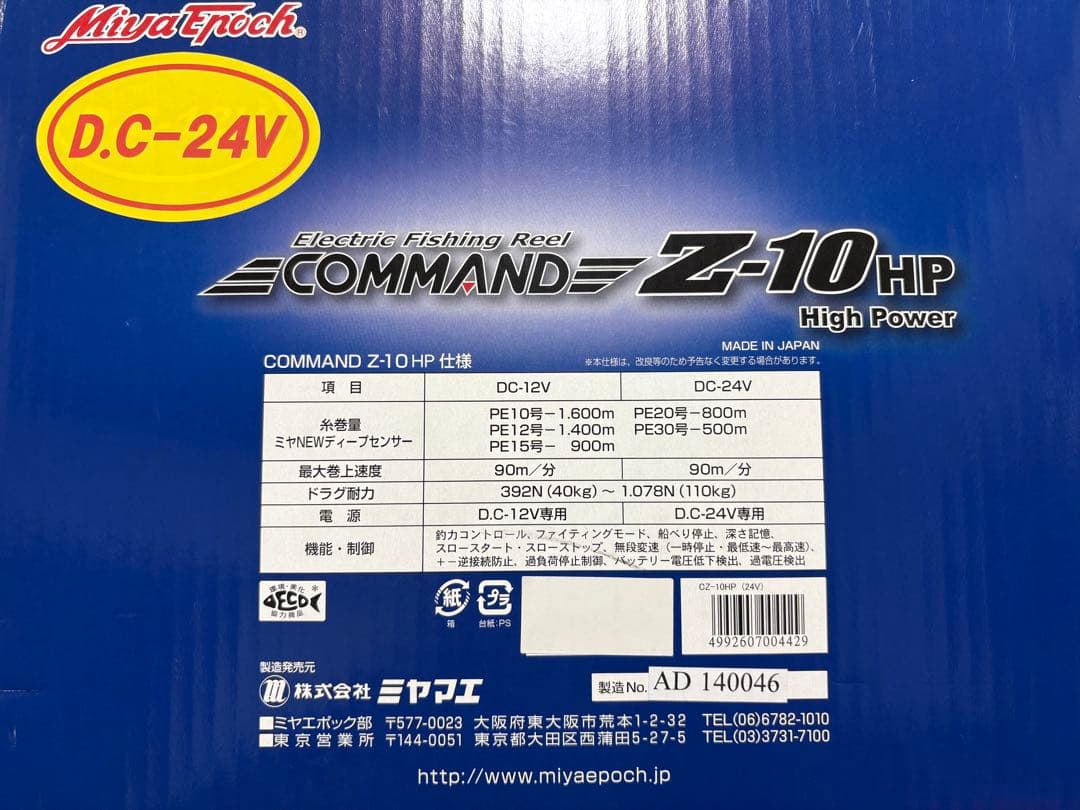 Miya Epoch®
D.C-24V
Electric Fishing Reel
COMMAND Z-10 HP
High Power
MADE IN JAPAN
COMMAND Z-10 HP 仕様 ※本仕様は、改良等のため予告なく変更する場合があります。
項目 DC-12V DC-24V
糸巻量
ミヤNEWディープセンサー
PE10号-1.600m PE20号-800m
PE12号-1.400m PE30号-500m
PE15号- 900m
最大巻上速度 90m/分 90m/分
ドラグ耐力 392N(40kg)~1.078N(110kg)
電源 D.C-12V専用 D.C-24V専用
機能・制御
釣力コントロール、ファイティングモード、船べり停止、深さ記憶、
スロースタート・スローストップ、無段変速(一時停止・最低速~最高速)、
+-逆接続防止、過負荷停止制御、バッテリー電圧低下検出、過電圧検出
環境・美化
ECO
協力商品
紙
箱
プラ
台紙:PS
CZ-10HP (24V)
4992607004429
製造発売元
株式会社 ミヤマエ
製造No. AD 140046
■ミヤエポック部 〒577-0023 大阪府東大阪市荒本1-2-32 TEL(06)6782-1010
■東京営業所 〒144-0051 東京都大田区西蒲田5-27-5 TEL(03)3731-7100
http://www.miyaepoch.jp